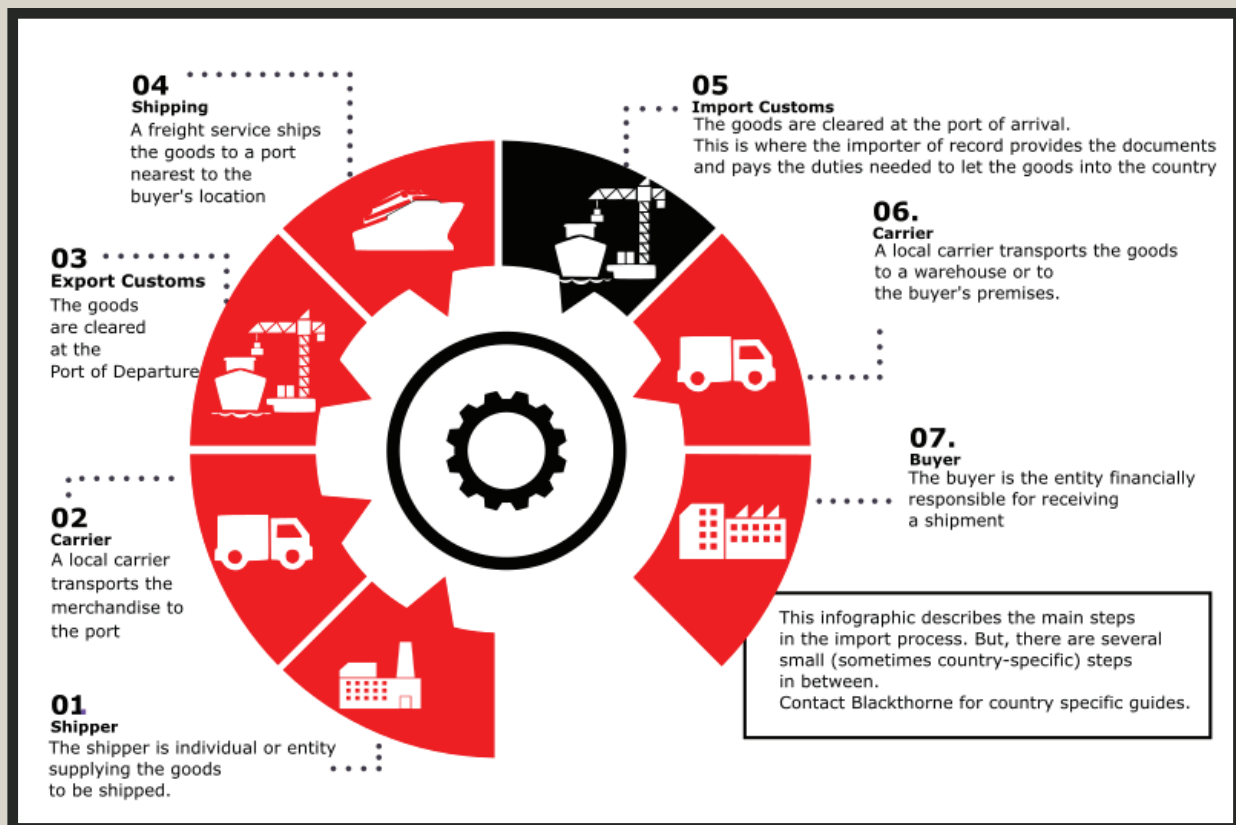 04
Shipping
A freight service ships
the goods to a port
nearest to the
buyer's location
05
Import Customs
The goods are cleared at the port of arrival.
This is where the importer of record provides the documents
and pays the duties needed to let the goods into the country
03
Export Customs
The goods
are cleared
at the
Port of Departure
06.
Carrier
A local carrier transports the goods
to a warehouse or to
the buyer's premises.
02
Carrier
A local carrier
transports the
merchandise to
the port
07.
Buyer
The buyer is the entity financially
responsible for receiving
a shipment
01.
Shipper
The shipper is individual or entity
supplying the goods
to be shipped.
This infographic describes the main steps
in the import process. But, there are several
small (sometimes country-specific) steps
in between.
Contact Blackthorne for country specific guides.